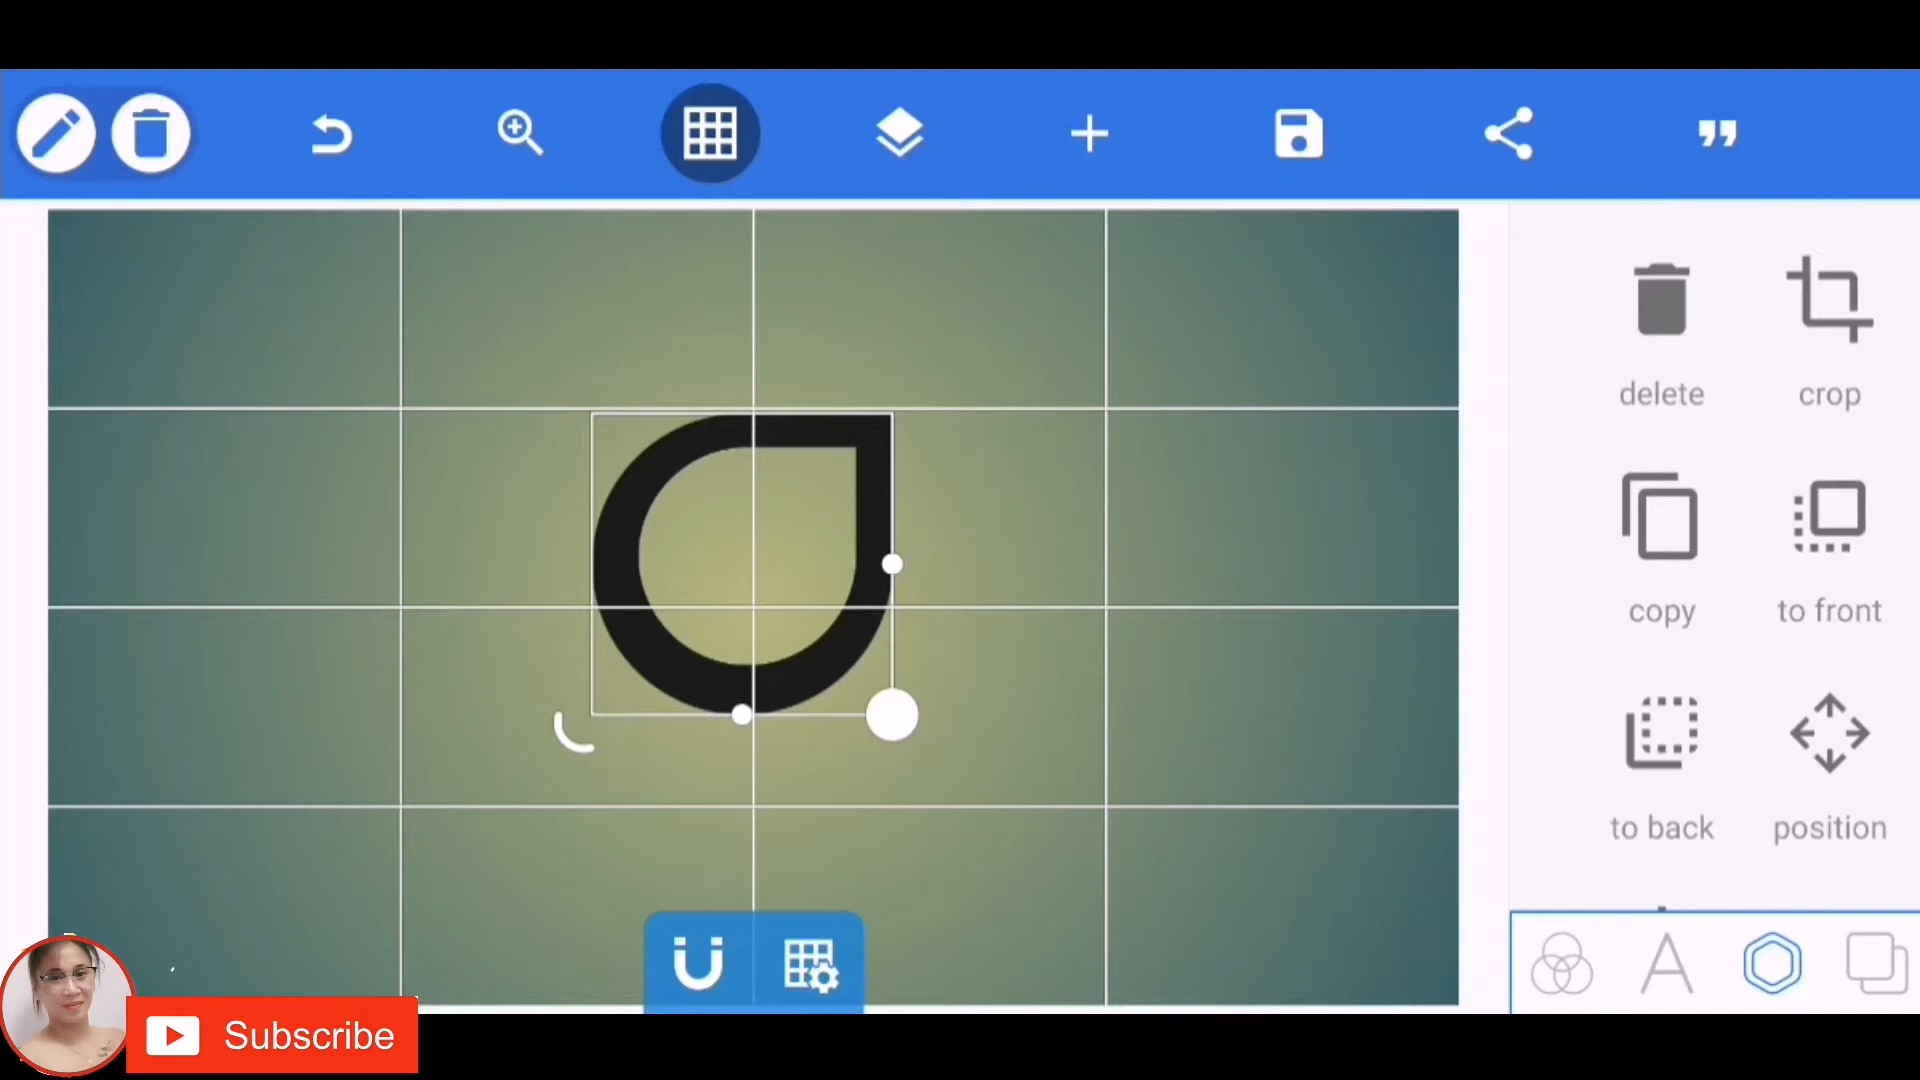 delete
crop
copy
to front
to back
position
Subscribe